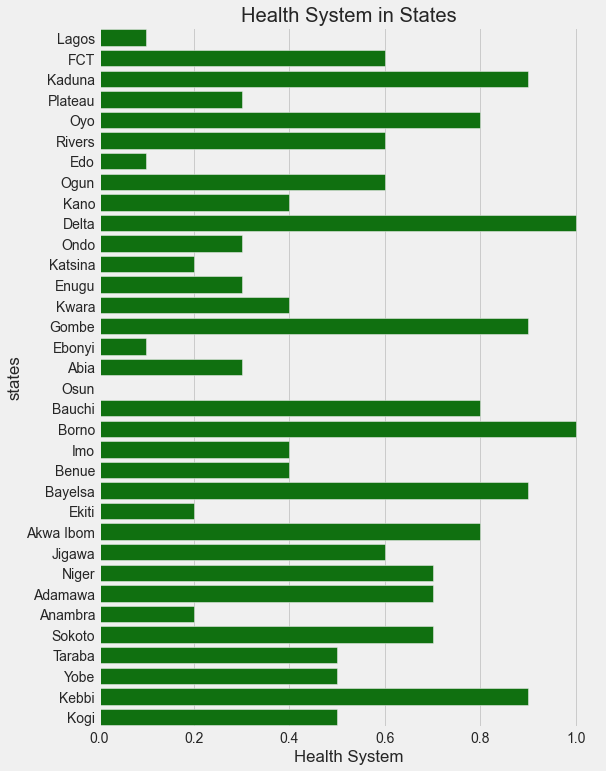 Health System in States
Lagos
FCT
Kaduna
Plateau
Oyo
Rivers
Edo
Ogun
Kano
Delta
Ondo
Katsina
Enugu
Kwara
Gombe
Ebonyi
Abia
Osun
Bauchi
Borno
Imo
Benue
Bayelsa
Ekiti
Akwa Ibom
Jigawa
Niger
Adamawa
Anambra
Sokoto
Taraba
Yobe
Kebbi
Kogi
states
0.0 0.2 0.4 0.6 0.8 1.0
Health System